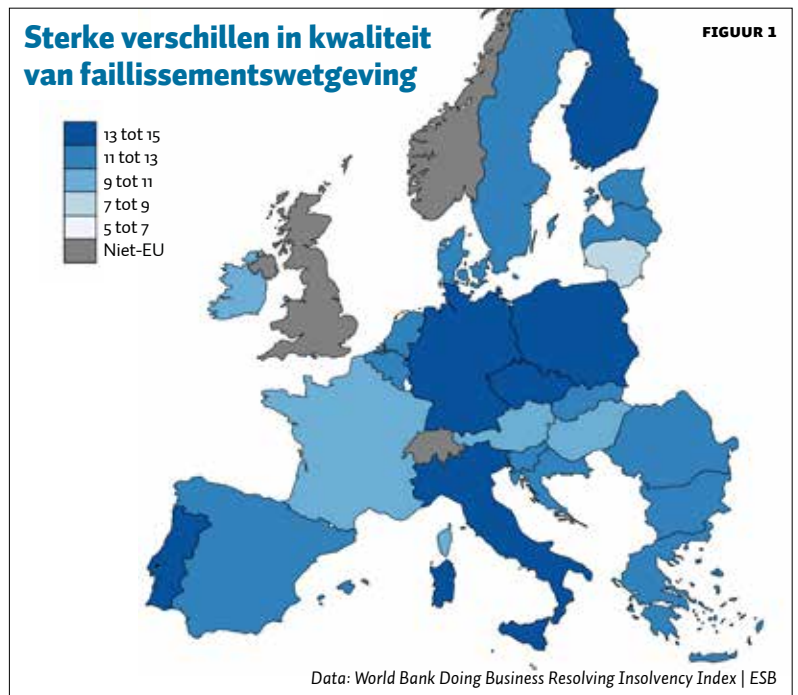 Sterke verschillen in kwaliteit
van faillissementswetgeving
FIGUUR 1
13 tot 15
11 tot 13
9 tot 11
7 tot 9
5 tot 7
Niet-EU
Data: World Bank Doing Business Resolving Insolvency Index | ESB